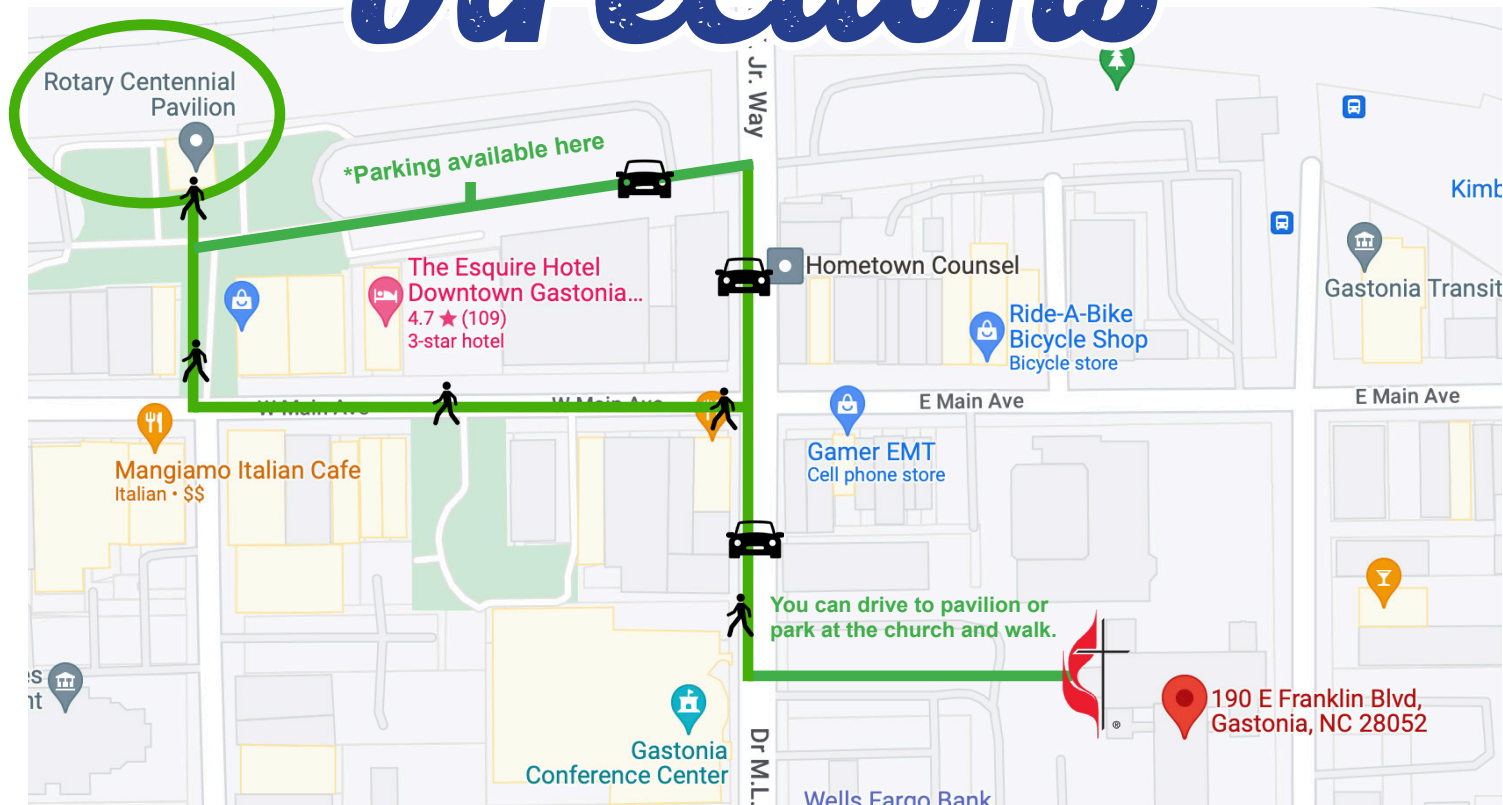 Directions
Rotary Centennial
Pavilion
*Parking available here
Jr. Way
Kimb
Hometown Counsel
The Esquire Hotel
Downtown Gastonia...
4.7 ★ (109)
3-star hotel
Gastonia Transit
Ride-A-Bike
Bicycle Shop
Bicycle store
W Main Ave
W Main Ave
E Main Ave
E Main Ave
Mangiamo Italian Cafe
Italian • $$
Gamer EMT
Cell phone store
You can drive to pavilion or
park at the church and walk.
es
nt
190 E Franklin Blvd,
Gastonia, NC 28052
®
Gastonia
Conference Center
Dr M.L.
Wells Fargo Bank